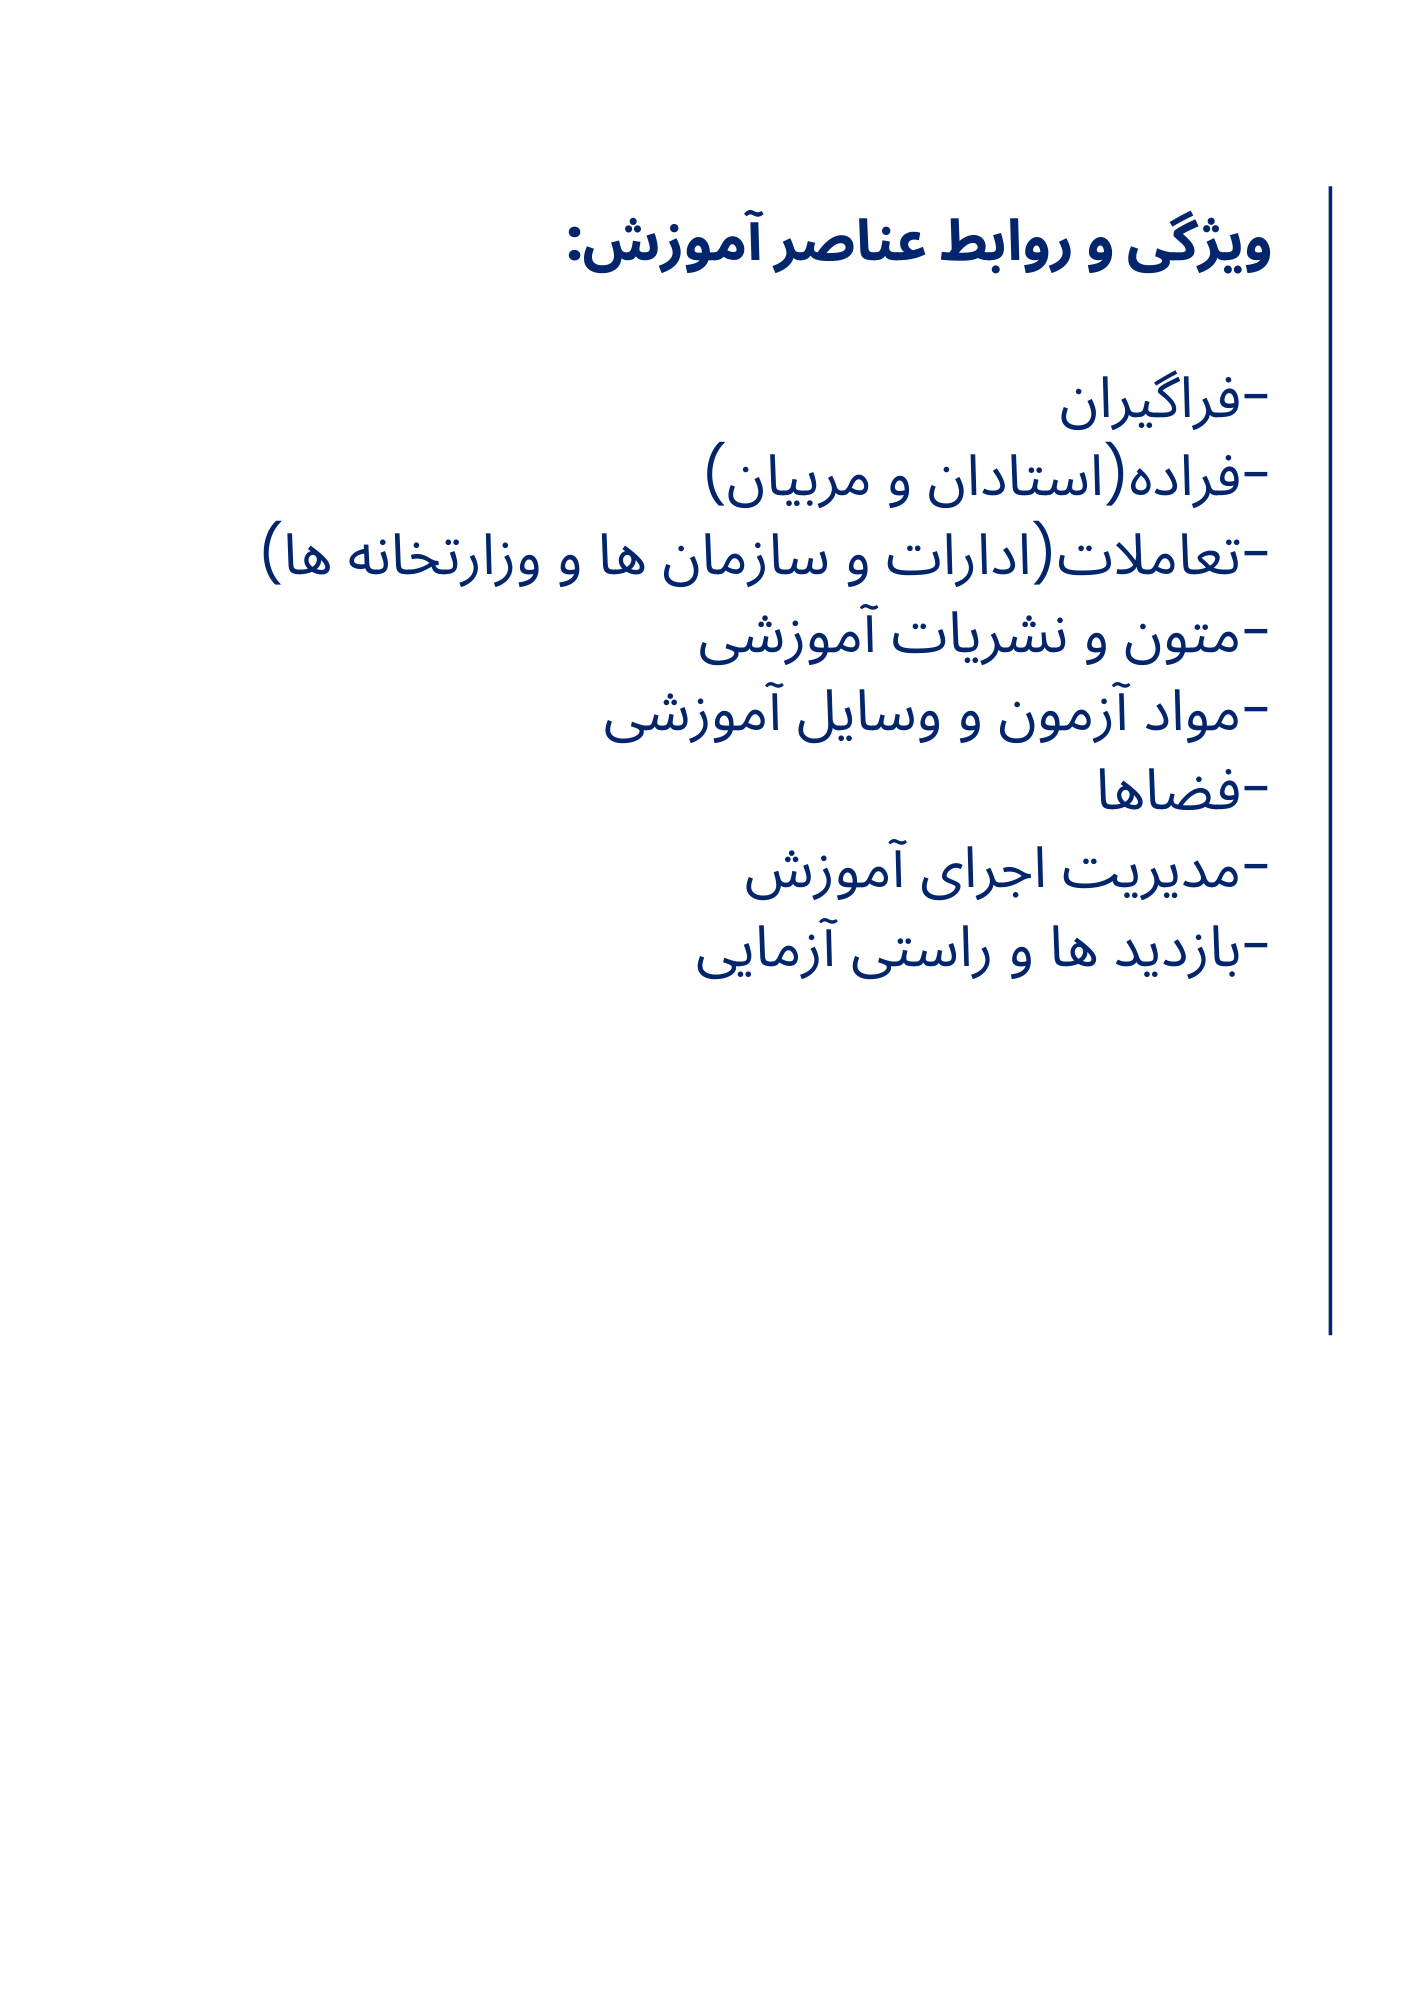 ویژگی و روابط عناصر آموزش:
-فراگیران
-فراده(استادان و مربیان)
-تعاملات(ادارات و سازمان ها و وزارتخانه ها)
-متون و نشریات آموزشی
-مواد آزمون و وسایل آموزشی
-فضاها
-مدیریت اجرای آموزش
-بازدید ها و راستی آزمایی